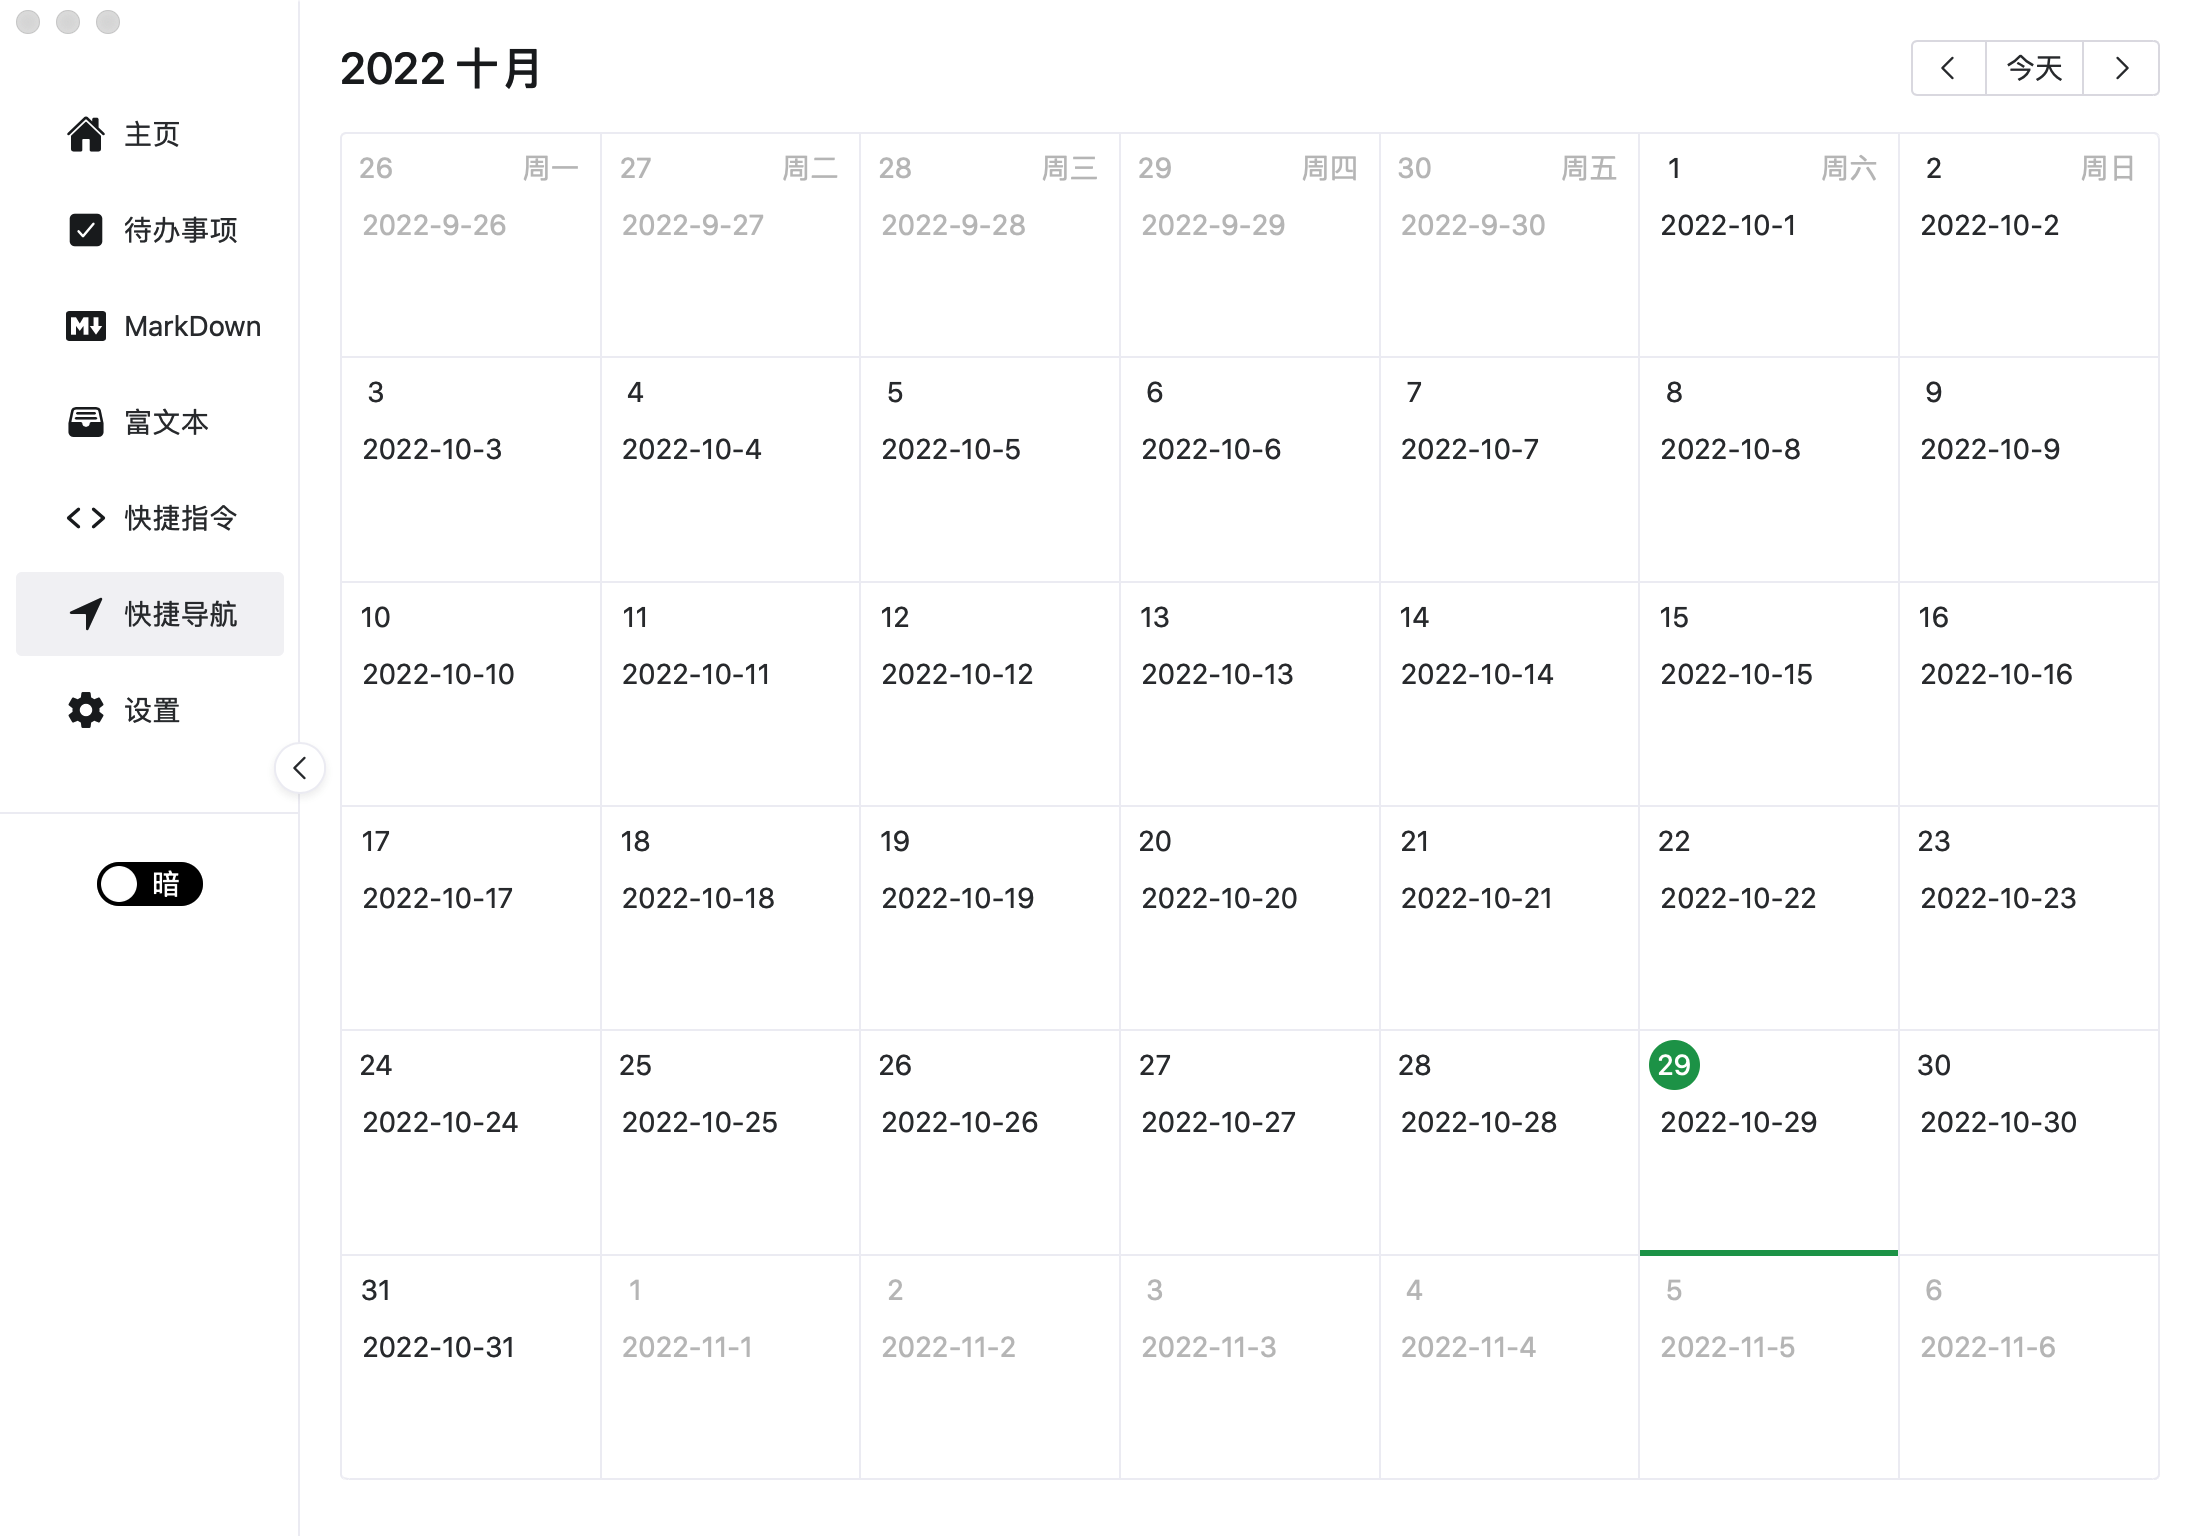 主页
待办事项
MarkDown
富文本
快捷指令
快捷导航
设置
暗
2022 十月
今天
26 周一 27 周二 28 周三 29 周四 30 周五 1 周六 2 周日
2022-9-26 2022-9-27 2022-9-28 2022-9-29 2022-9-30 2022-10-1 2022-10-2
3 4 5 6 7 8 9
2022-10-3 2022-10-4 2022-10-5 2022-10-6 2022-10-7 2022-10-8 2022-10-9
10 11 12 13 14 15 16
2022-10-10 2022-10-11 2022-10-12 2022-10-13 2022-10-14 2022-10-15 2022-10-16
17 18 19 20 21 22 23
2022-10-17 2022-10-18 2022-10-19 2022-10-20 2022-10-21 2022-10-22 2022-10-23
24 25 26 27 28 29 30
2022-10-24 2022-10-25 2022-10-26 2022-10-27 2022-10-28 2022-10-29 2022-10-30
31 1 2 3 4 5 6
2022-10-31 2022-11-1 2022-11-2 2022-11-3 2022-11-4 2022-11-5 2022-11-6